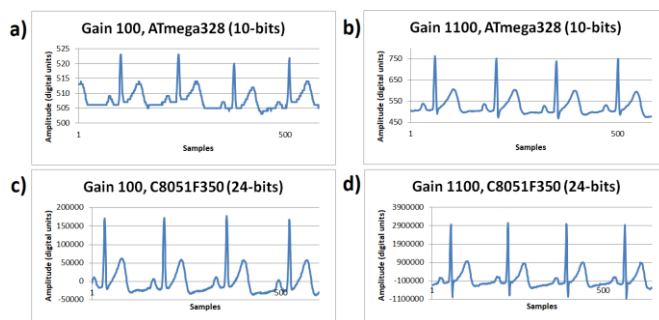 a) Gain 100, ATmega328 (10-bits)
Amplitude (digital units)
525
520
515
510
505
500
1
500
Samples
b) Gain 1100, ATmega328 (10-bits)
Amplitude (digital units)
750
650
550
450
1
500
Samples
c) Gain 100, C8051F350 (24-bits)
Amplitude (digital units)
200000
150000
100000
50000
0
-50000
1
500
Samples
d) Gain 1100, C8051F350 (24-bits)
Amplitude (digital units)
3900000
2900000
1900000
900000
-100000
-1100000
1
500
Samples